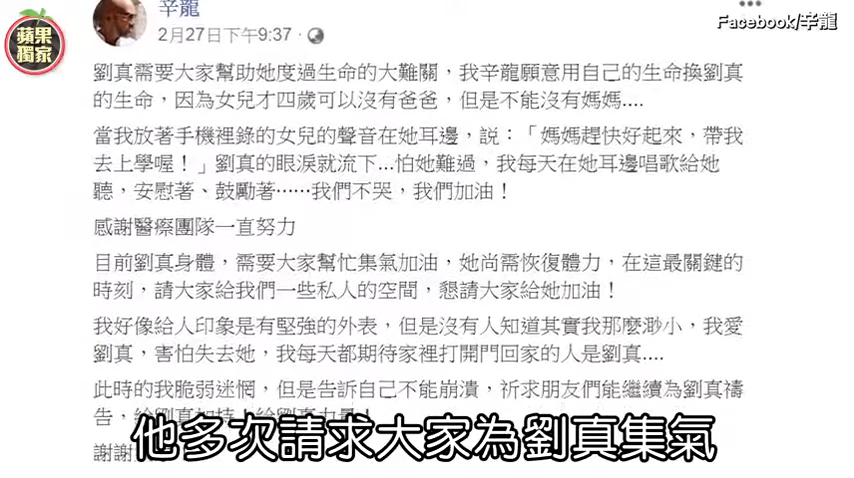 蘋果
獨家
辛龍
2月27日下午9:37
Facebook/辛龍
劉真需要大家幫助她度過生命的大難關，我辛龍願意用自己的生命換劉真
的生命，因為女兒才四歲可以沒有爸爸，但是不能沒有媽媽....
當我放著手機裡錄的女兒的聲音在她耳邊，說：「媽媽趕快好起來，帶我
去上學喔！」劉真的眼淚就流下...怕她難過，我每天在她耳邊唱歌給她
聽，安慰著、鼓勵著⋯⋯我們不哭，我們加油！
感謝醫療團隊一直努力
目前劉真身體，需要大家幫忙集氣加油，她尚需恢復體力，在這最關鍵的
時刻，請大家給我們一些私人的空間，懇請大家給她加油！
我好像給人印象是有堅強的外表，但是沒有人知道其實我那麼渺小，我愛
劉真，害怕失去她，我每天都期待家裡打開門回家的人是劉真....
此時的我脆弱迷惘，但是告訴自己不能崩潰，祈求朋友們能繼續為劉真禱
告，給劉真加持！給劉真力量！
謝謝
他多次請求大家為劉真集氣